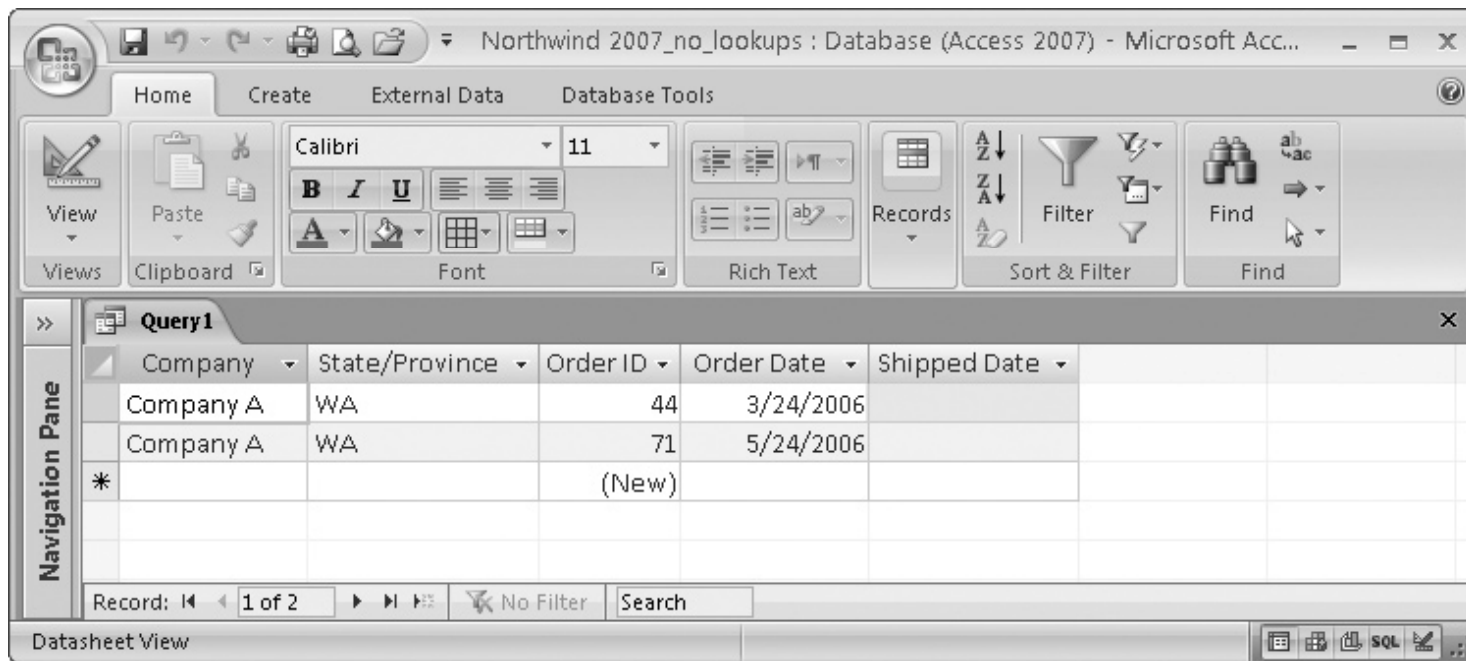 Northwind 2007_no_lookups : Database (Access 2007) - Microsoft Acc...
Home Create External Data Database Tools
Calibri 11
B I U
ab
ac
View Paste Records Filter Find
A
Z
Z
A
A
Z
A
ab
Views Clipboard Font Rich Text Sort & Filter Find
Query1
Company State/Province Order ID Order Date Shipped Date
Company A WA 44 3/24/2006
Company A WA 71 5/24/2006
* (New)
Navigation Pane
Record: 1 of 2 No Filter Search
Datasheet View SQL